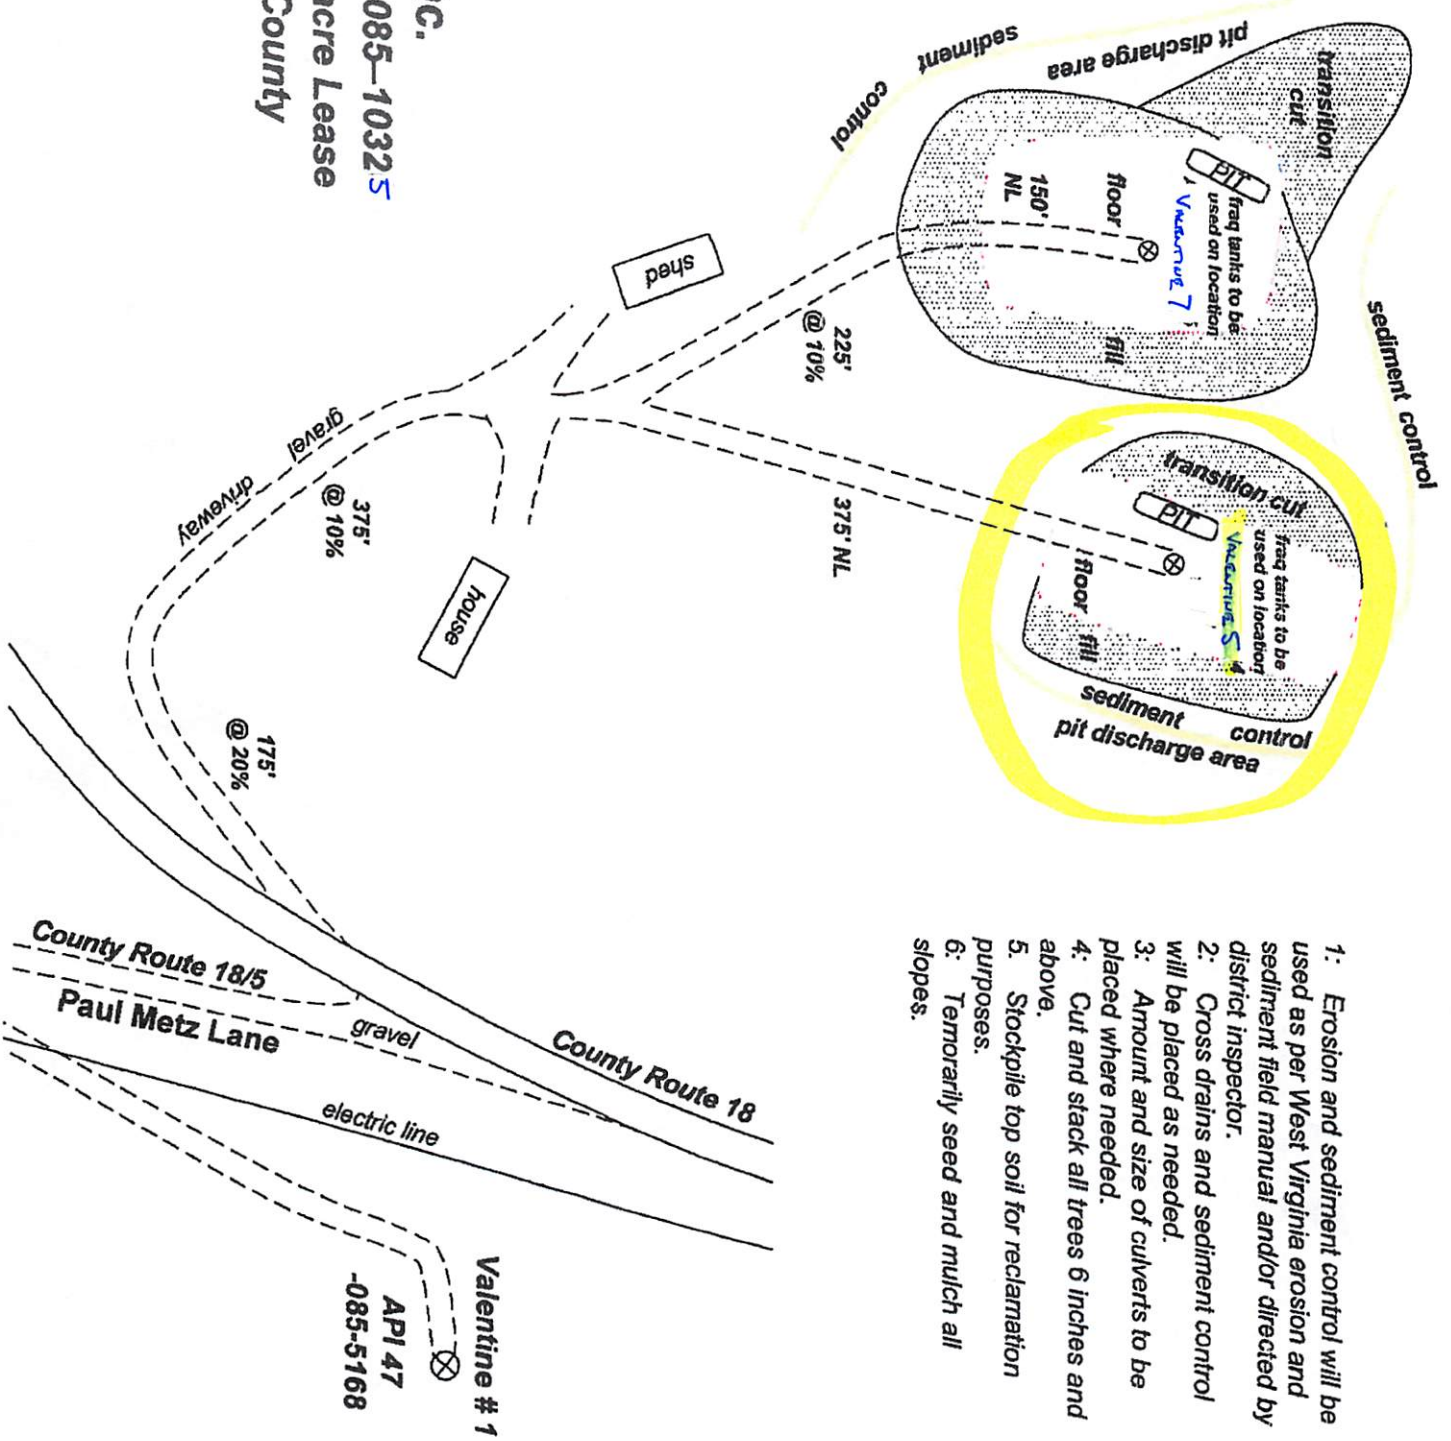 1: Erosion and sediment control will be
used as per West Virginia erosion and
sediment field manual and/or directed by
district inspector.
2: Cross drains and sediment control
will be placed as needed.
3: Amount and size of culverts to be
placed where needed.
4: Cut and stack all trees 6 inches and
above.
5. Stockpile top soil for reclamation
purposes.
6: Temorarily seed and mulch all
slopes.
sediment control
transition
cut
pit discharge area
sediment
control
PIT
fraq tanks to be
used on location
Valentine 7
floor
150'
NL
fill
transition cut
PIT
fraq tanks to be
used on location
Valentine 5
floor fill
sediment control
pit discharge area
225'
@ 10%
375' NL
shed
house
gravel
driveway
375'
@ 10%
175'
@ 20%
County Route 18
County Route 18/5
Paul Metz Lane
gravel
electric line
Valentine # 1
API 47
-085-5168
085-10325
acre Lease
County